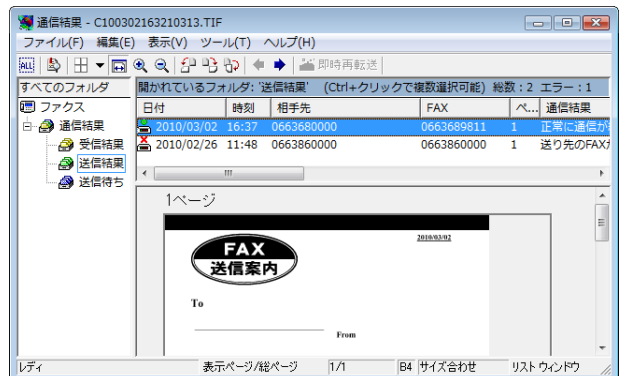 通信結果 - C100302163210313.TIF
ファイル(F) 編集(E) 表示(V) ツール(T) ヘルプ(H)
ALL 即時再転送
すべてのフォルダ
開かれているフォルダ: '送信結果' (Ctrl+クリックで複数選択可能) 総数：2 エラー：1
ファクス
通信結果
受信結果
送信結果
送信待ち
日付 時刻 相手先 FAX ペ... 通信結果
2010/03/02 16:37 0663680000 0663689811 1 正常に通信が
2010/02/26 11:48 0663860000 0663860000 1 送り先のFAXが
1ページ
FAX
送信案内
2010/03/02
To
From
レディ 表示ページ/総ページ 1/1 B4 サイズ合わせ リスト ウィンドウ